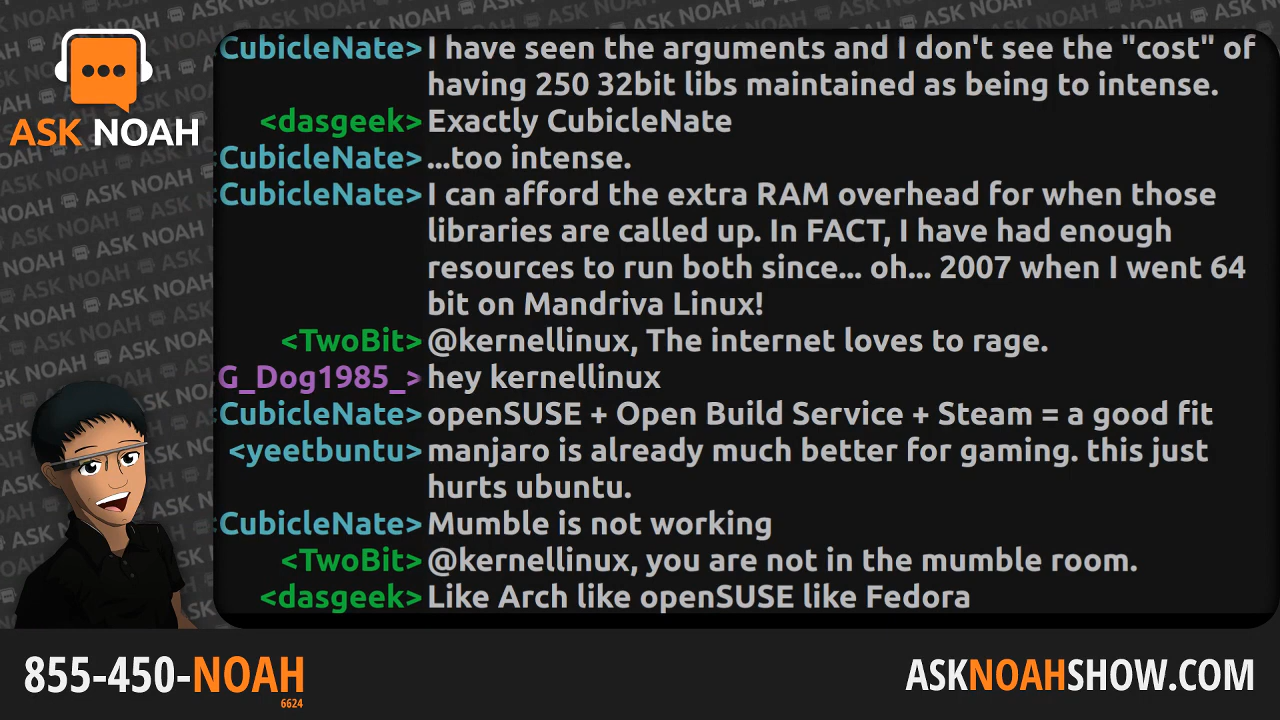 ASK NOAH
CubicleNate> I have seen the arguments and I don't see the "cost" of
having 250 32bit libs maintained as being to intense.
<dasgeek> Exactly CubicleNate
CubicleNate> ...too intense.
CubicleNate> I can afford the extra RAM overhead for when those
libraries are called up. In FACT, I have had enough
resources to run both since... oh... 2007 when I went 64
bit on Mandriva Linux!
<TwoBit> @kernellinux, The internet loves to rage.
G_Dog1985_> hey kernellinux
CubicleNate> openSUSE + Open Build Service + Steam = a good fit
<yeetbuntu> manjaro is already much better for gaming. this just
hurts ubuntu.
CubicleNate> Mumble is not working
<TwoBit> @kernellinux, you are not in the mumble room.
<dasgeek> Like Arch like openSUSE like Fedora
855-450-NOAH
6624
ASKNOAHSHOW.COM